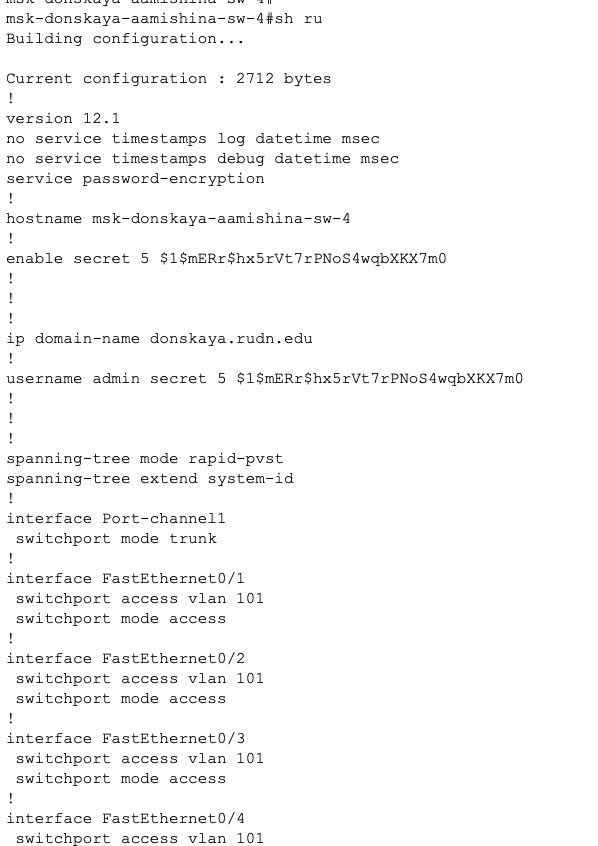 msk-donskaya-aamishina-sw-4#
msk-donskaya-aamishina-sw-4#sh ru
Building configuration...
Current configuration : 2712 bytes
!
version 12.1
no service timestamps log datetime msec
no service timestamps debug datetime msec
service password-encryption
!
hostname msk-donskaya-aamishina-sw-4
!
enable secret 5 $1$mERr$hx5rVt7rPNoS4wqbXKX7m0
!
!
!
ip domain-name donskaya.rudn.edu
!
username admin secret 5 $1$mERr$hx5rVt7rPNoS4wqbXKX7m0
!
!
!
spanning-tree mode rapid-pvst
spanning-tree extend system-id
!
interface Port-channel1
switchport mode trunk
!
interface FastEthernet0/1
switchport access vlan 101
switchport mode access
!
interface FastEthernet0/2
switchport access vlan 101
switchport mode access
!
interface FastEthernet0/3
switchport access vlan 101
switchport mode access
!
interface FastEthernet0/4
switchport access vlan 101